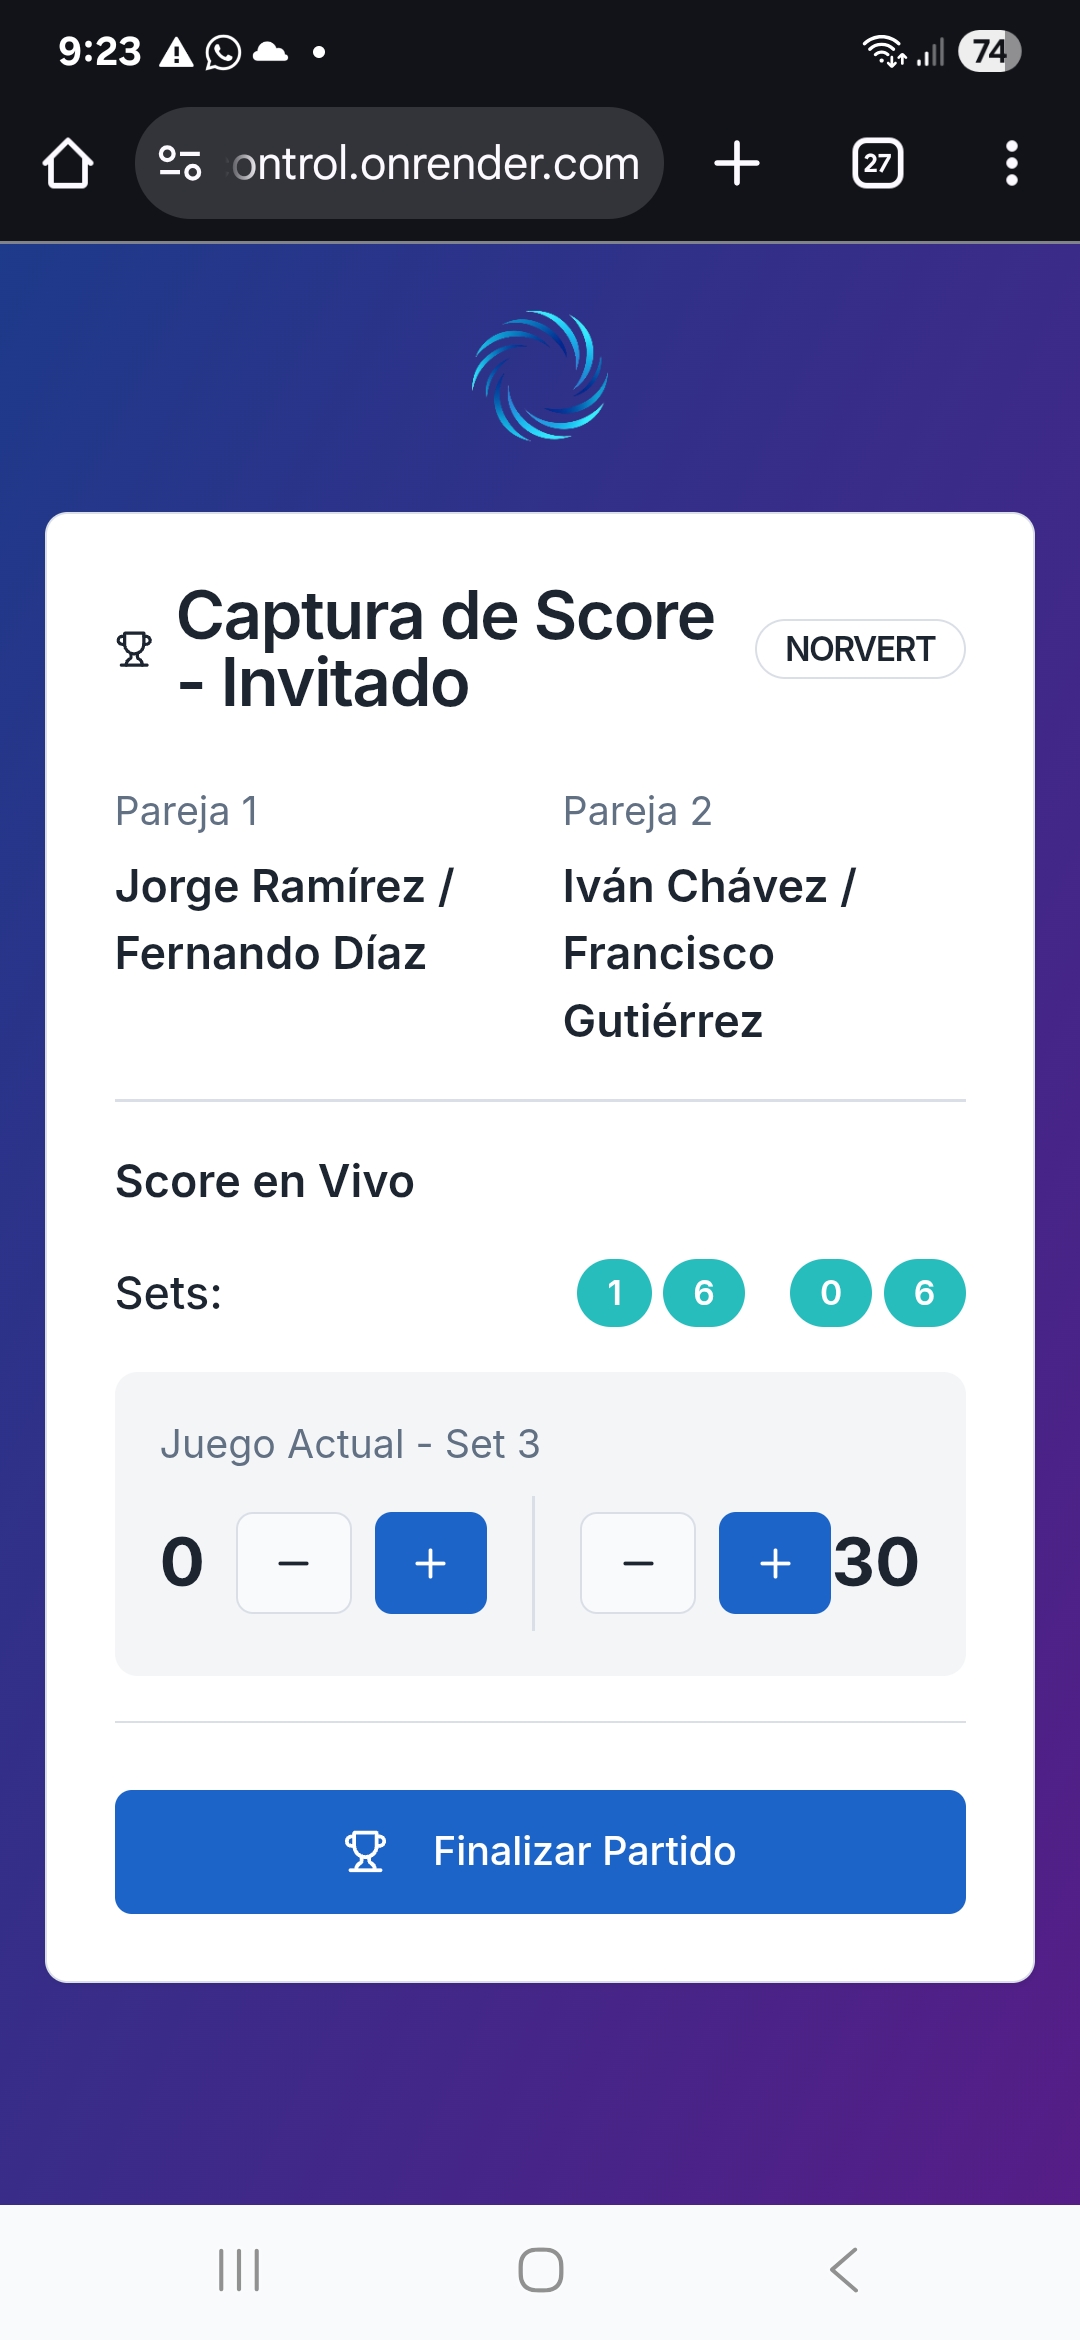 9:23
74
ontrol.onrender.com
27
Captura de Score
- Invitado
NORVERT
Pareja 1
Jorge Ramírez /
Fernando Díaz
Pareja 2
Iván Chávez /
Francisco
Gutiérrez
Score en Vivo
Sets: 1 6 0 6
Juego Actual - Set 3
0 − + − + 30
Finalizar Partido